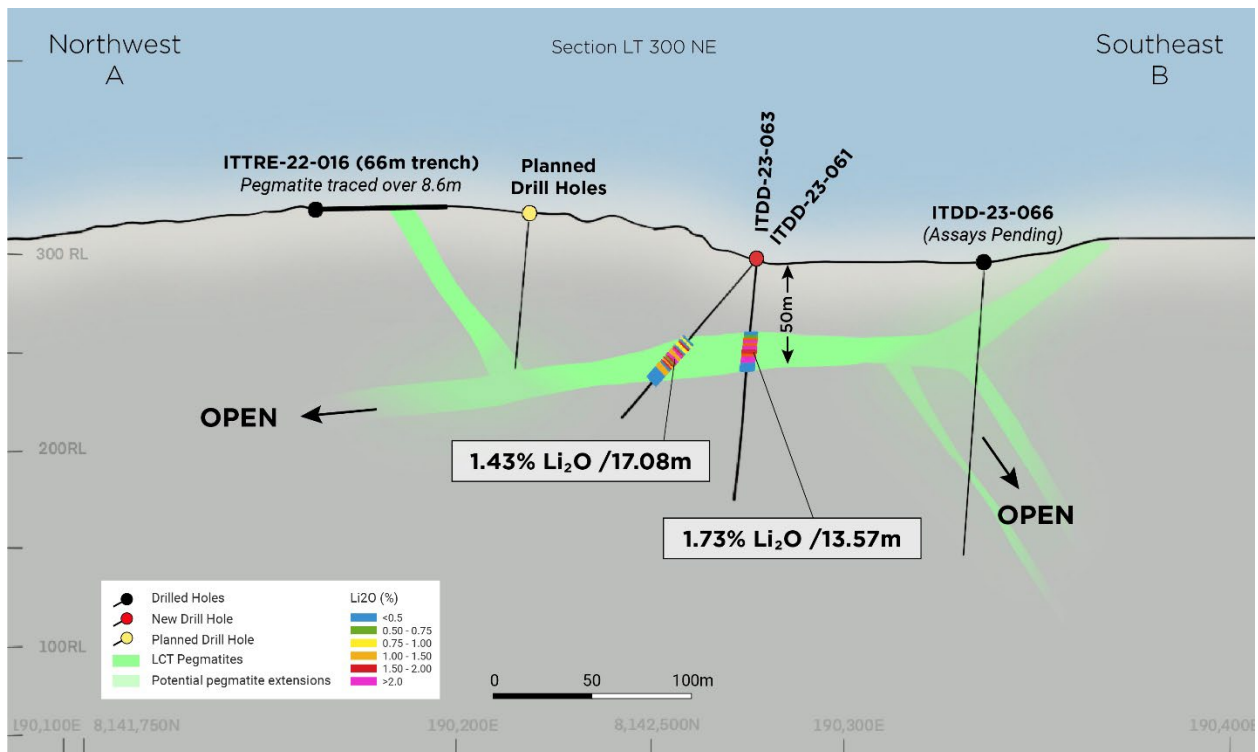 Northwest
A
Section LT 300 NE
Southeast
B
ITTRE-22-016 (66m trench)
Pegmatite traced over 8.6m
Planned
Drill Holes
ITDD-23-063
ITDD-23-061
ITDD-23-066
(Assays Pending)
300 RL
50m
OPEN
200RL
1.43% Li₂O /17.08m
1.73% Li₂O /13.57m
OPEN
100RL
Drilled Holes
New Drill Hole
Planned Drill Hole
LCT Pegmatites
Potential pegmatite extensions
Li2O (%)
<0.5
0.50 - 0.75
0.75 - 1.00
1.00 - 1.50
1.50 - 2.00
>2.0
0 50 100m
190,100E 8,141,750N 190,200E 8,142,500N 190,300E 190,400E